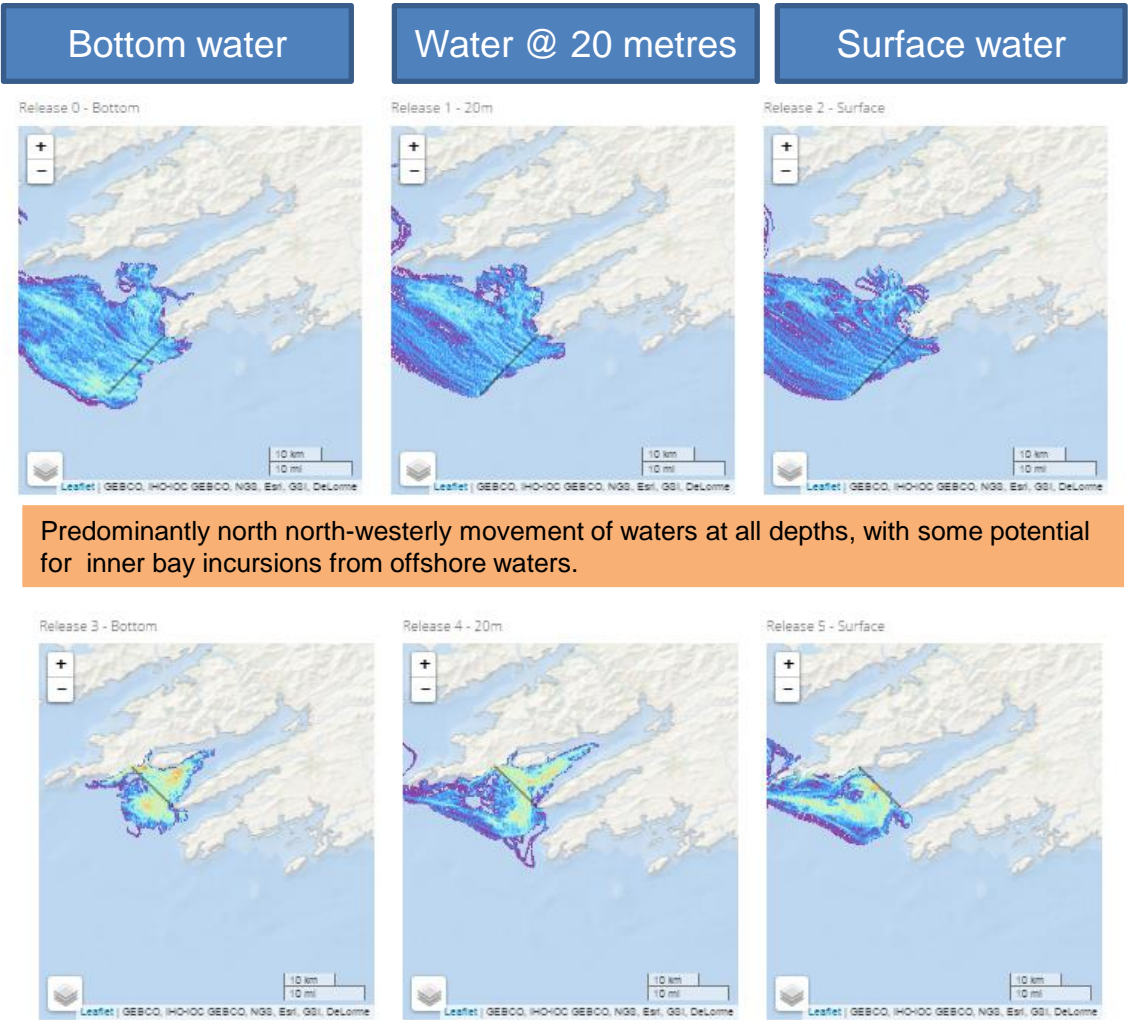 Bottom water
Water @ 20 metres
Surface water
Release 0 - Bottom
Release 1 - 20m
Release 2 - Surface
+
−
+
−
+
−
10 km
10 mi
10 km
10 mi
10 km
10 mi
Leaflet | GEBCO, IHO-IOC GEBCO, NGS, Esri, GSI, DeLorme
Leaflet | GEBCO, IHO-IOC GEBCO, NGS, Esri, GSI, DeLorme
Leaflet | GEBCO, IHO-IOC GEBCO, NGS, Esri, GSI, DeLorme
Predominantly north north-westerly movement of waters at all depths, with some potential
for  inner bay incursions from offshore waters.
Release 3 - Bottom
Release 4 - 20m
Release 5 - Surface
+
−
+
−
+
−
10 km
10 mi
10 km
10 mi
10 km
10 mi
Leaflet | GEBCO, IHO-IOC GEBCO, NGS, Esri, GSI, DeLorme
Leaflet | GEBCO, IHO-IOC GEBCO, NGS, Esri, GSI, DeLorme
Leaflet | GEBCO, IHO-IOC GEBCO, NGS, Esri, GSI, DeLorme